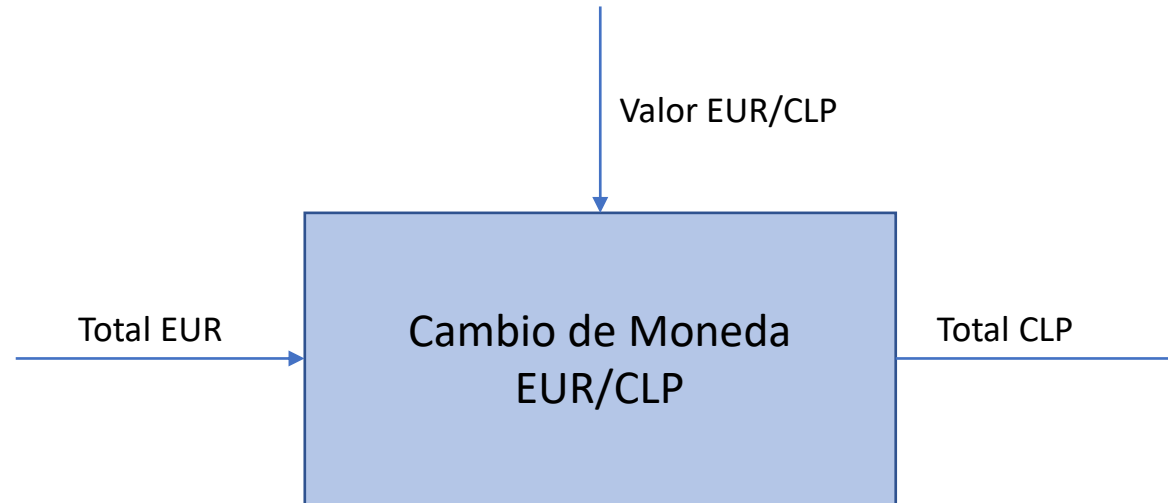 Valor EUR/CLP
Total EUR
Cambio de Moneda
EUR/CLP
Total CLP